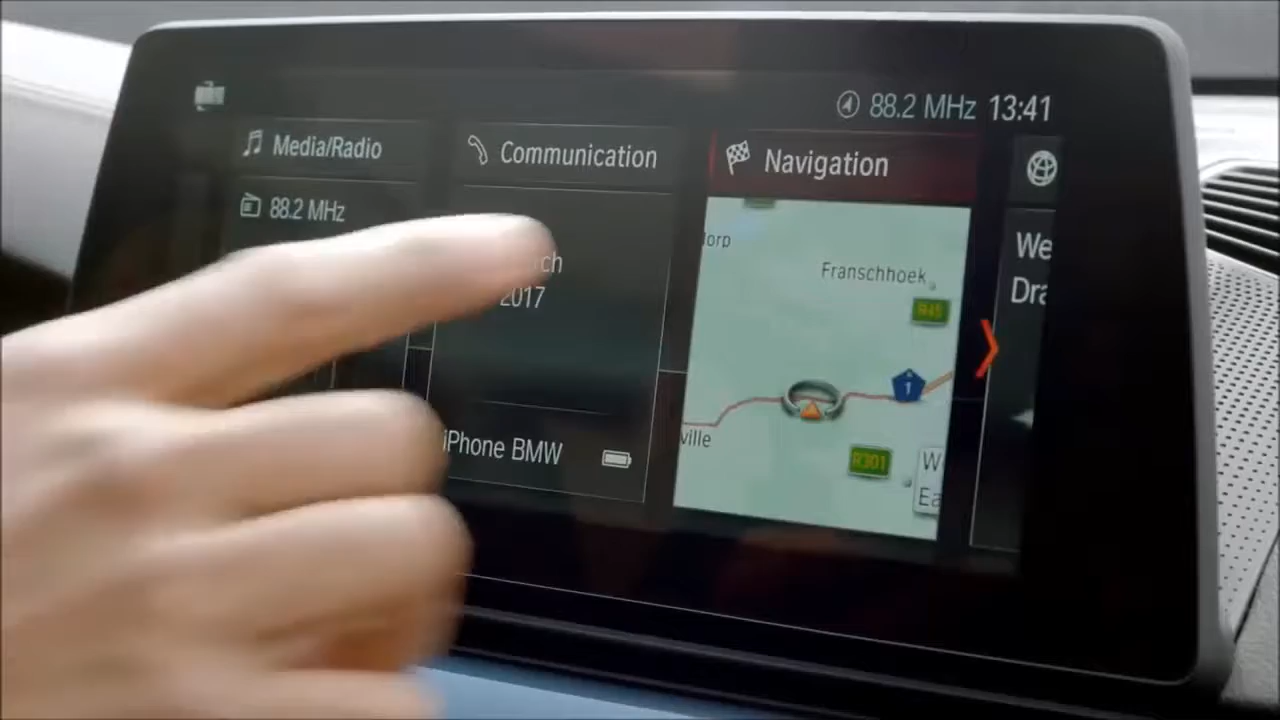 88.2 MHz 13:41
Media/Radio
88.2 MHz
Communication
2017
iPhone BMW
Navigation
Franschhoek
R45
1
ville
R301
We
Dra